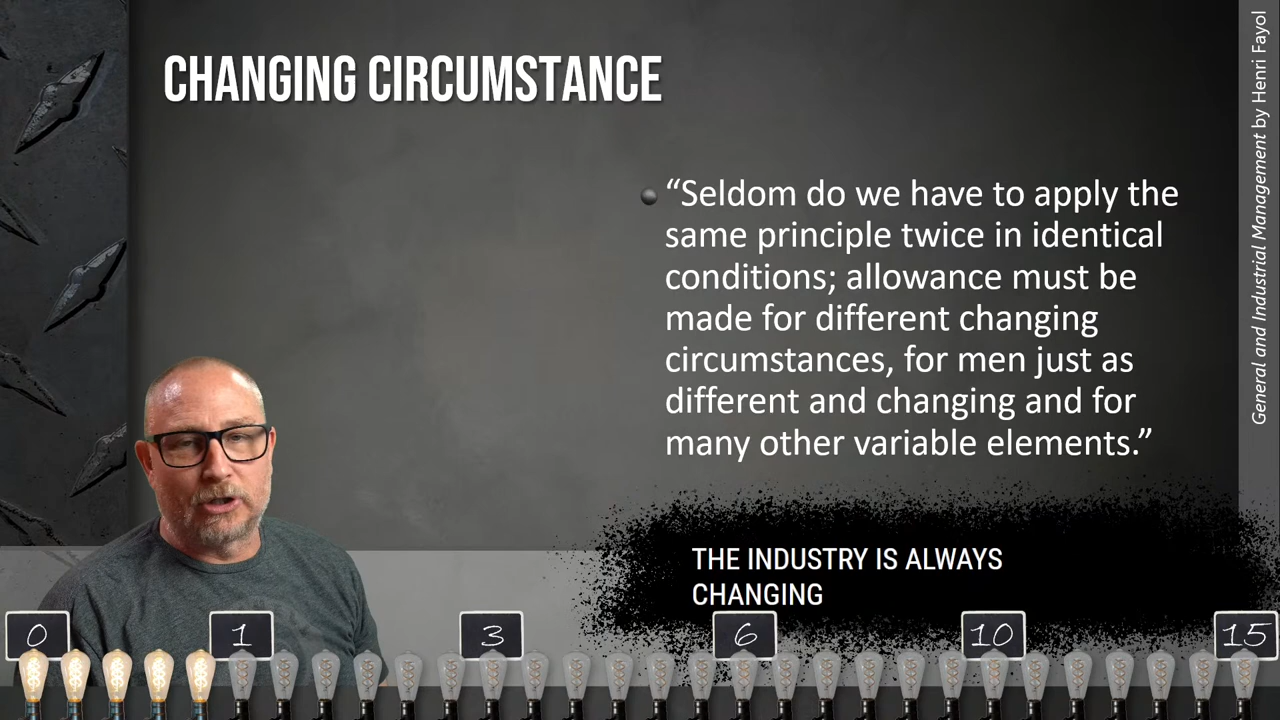 CHANGING CIRCUMSTANCE
“Seldom do we have to apply the
same principle twice in identical
conditions; allowance must be
made for different changing
circumstances, for men just as
different and changing and for
many other variable elements.”
General and Industrial Management by Henri Fayol
THE INDUSTRY IS ALWAYS
CHANGING
0 1 3 6 10 15